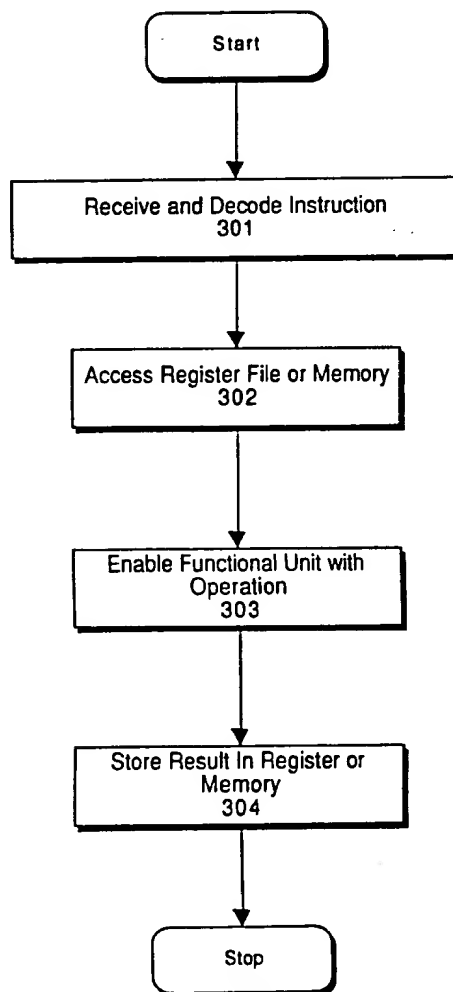 Start
Receive and Decode Instruction
301
Access Register File or Memory
302
Enable Functional Unit with
Operation
303
Store Result In Register or
Memory
304
Stop